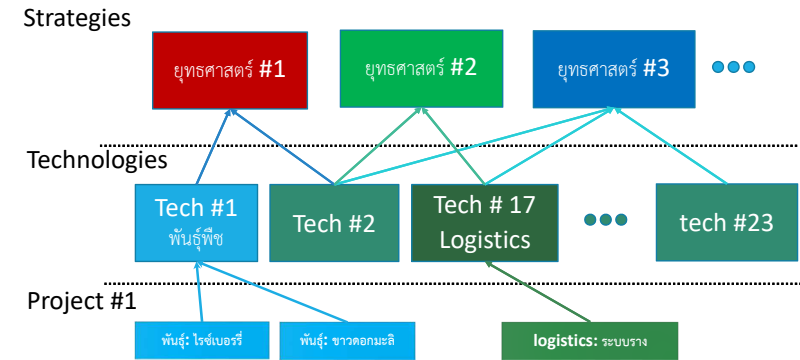 Strategies
ยุทธศาสตร์ #1
ยุทธศาสตร์ #2
ยุทธศาสตร์ #3
Technologies
Tech #1
พันธุ์พืช
Tech #2
Tech # 17
Logistics
tech #23
Project #1
พันธุ์: ไรซ์เบอรรี่
พันธุ์: ขาวดอกมะลิ
logistics: ระบบราง